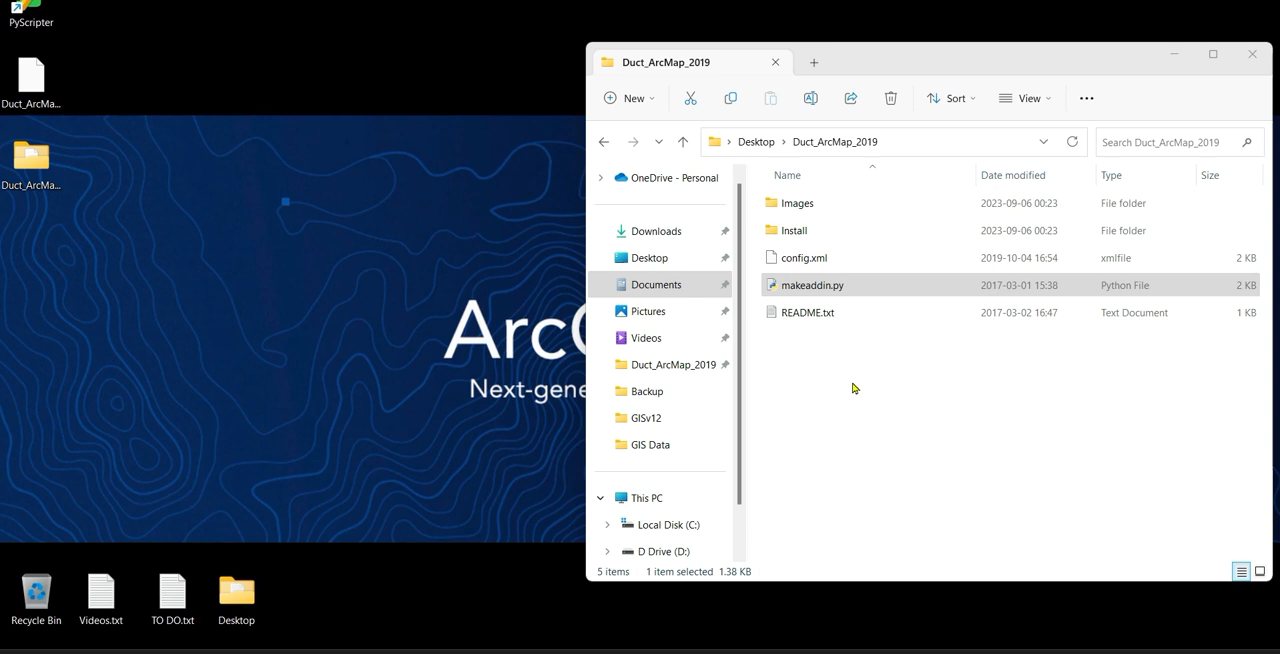 PyScripter
Duct_ArcMa...
Duct_ArcMa...
ArcG
Next-gene
Recycle Bin
Videos.txt
TO DO.txt
Desktop
Duct_ArcMap_2019
New
Sort
View
Desktop
Duct_ArcMap_2019
Search Duct_ArcMap_2019
OneDrive - Personal
Downloads
Desktop
Documents
Pictures
Videos
Duct_ArcMap_2019
Backup
GISv12
GIS Data
This PC
Local Disk (C:)
D Drive (D:)
Name Date modified Type Size
Images 2023-09-06 00:23 File folder
Install 2023-09-06 00:23 File folder
config.xml 2019-10-04 16:54 xmlfile 2 KB
makeaddin.py 2017-03-01 15:38 Python File 2 KB
README.txt 2017-03-02 16:47 Text Document 1 KB
5 items 1 item selected 1.38 KB